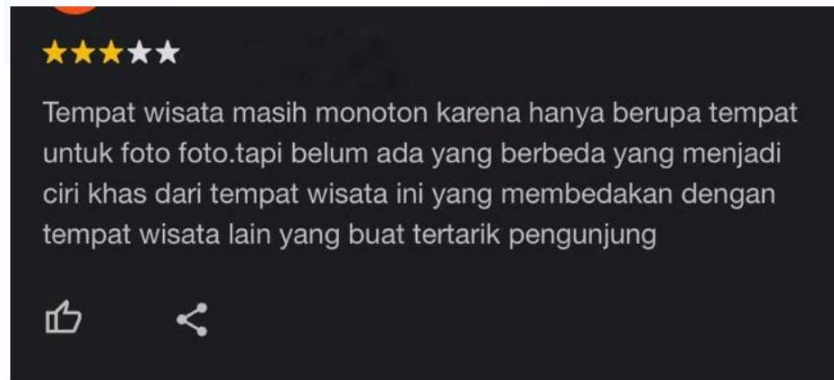 Tempat wisata masih monoton karena hanya berupa tempat
untuk foto foto.tapi belum ada yang berbeda yang menjadi
ciri khas dari tempat wisata ini yang membedakan dengan
tempat wisata lain yang buat tertarik pengunjung